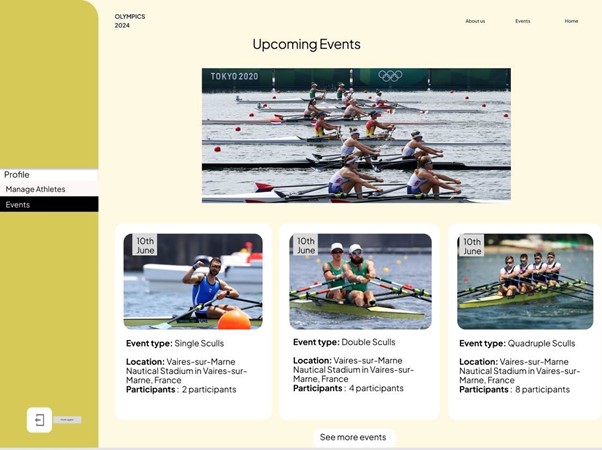 OLYMPICS
2024
About us
Events
Home
Upcoming Events
TOKYO 2020
Profile
Manage Athletes
Events
10th
June
Event type: Single Sculls
Location: Vaires-sur-Marne
Nautical Stadium in Vaires-sur-
Marne, France
Participants : 2 participants
10th
June
Event type: Double Sculls
Location: Vaires-sur-Marne
Nautical Stadium in Vaires-sur-
Marne, France
Participants : 4 participants
10th
June
Event type: Quadruple Sculls
Location: Vaires-sur-Marne
Nautical Stadium in Vaires-sur-
Marne, France
Participants : 8 participants
See more events